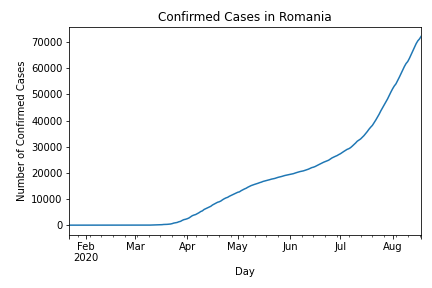 Confirmed Cases in Romania
Number of Confirmed Cases
70000
60000
50000
40000
30000
20000
10000
0
Feb Mar Apr May Jun Jul Aug
2020
Day